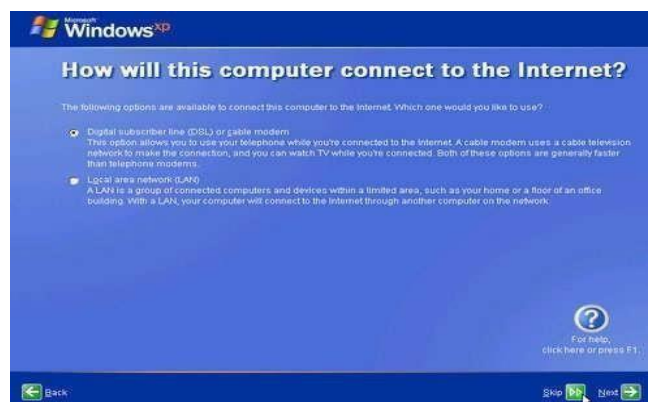 Microsoft
Windows xp
How will this computer connect to the Internet?
The following options are available to connect this computer to the Internet. Which one would you like to use?
Digital subscriber line (DSL) or cable modem
This option allows you to use your telephone while you're connected to the Internet. A cable modem uses a cable television
network to make the connection, and you can watch TV while you're connected. Both of these options are generally faster
than telephone modems.
Local area network (LAN)
A LAN is a group of connected computers and devices within a limited area, such as your home or a floor of an office
building. With a LAN, your computer will connect to the Internet through another computer on the network.
?
For help,
click here or press F1.
Back
Skip
Next